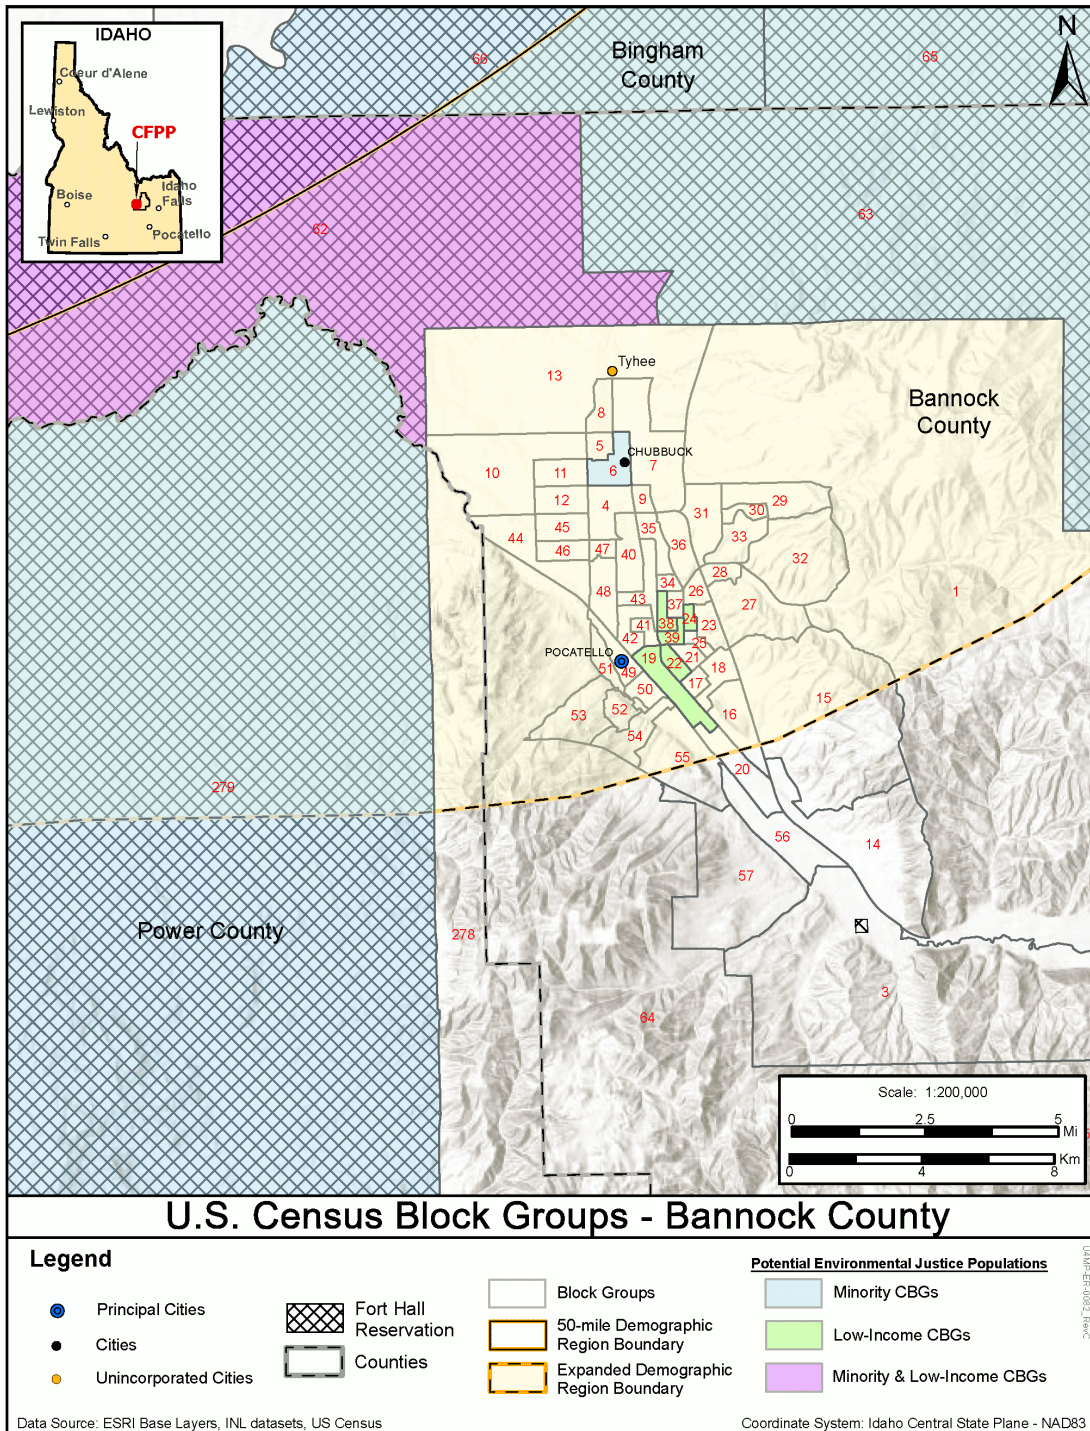 IDAHO
Coeur d'Alene
Lewiston
CFPP
Boise
Idaho
Falls
Twin Falls
Pocatello
66
Bingham
County
65
N
62
63
Tyhee
13
Bannock
County
8
5
CHUBBUCK
10
11
6
7
12
4
9
31
29
30
44
45
35
36
33
46
47
40
32
28
34
48
26
27
1
43
37
24
41
38
23
42
39
25
POCATELLO
19
22
21
18
51
49
17
50
15
53
52
16
54
55
20
279
56
14
57
Power County
278
3
64
Scale: 1:200,000
0 2.5 5
Mi
Km
0 4 8
U.S. Census Block Groups - Bannock County
Legend
Principal Cities
Cities
Unincorporated Cities
Fort Hall
Reservation
Counties
Block Groups
50-mile Demographic
Region Boundary
Expanded Demographic
Region Boundary
Potential Environmental Justice Populations
Minority CBGs
Low-Income CBGs
Minority & Low-Income CBGs
U4MP-ER-0082_RevC
Data Source: ESRI Base Layers, INL datasets, US Census
Coordinate System: Idaho Central State Plane - NAD83